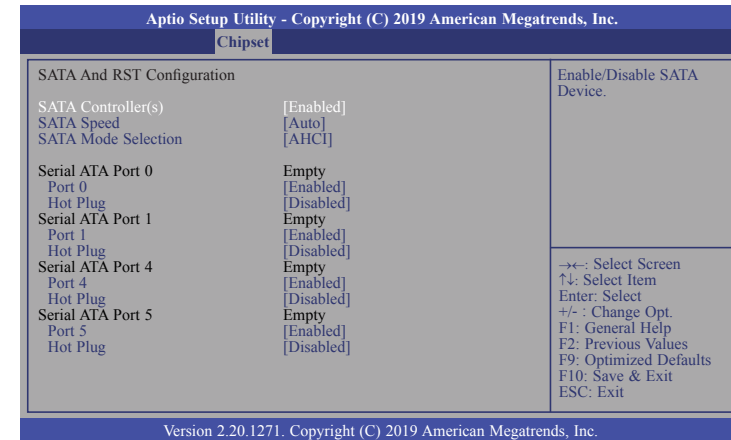 Aptio Setup Utility - Copyright (C) 2019 American Megatrends, Inc.
Chipset
SATA And RST Configuration
SATA Controller(s) [Enabled]
SATA Speed [Auto]
SATA Mode Selection [AHCI]
Serial ATA Port 0 Empty
Port 0 [Enabled]
Hot Plug [Disabled]
Serial ATA Port 1 Empty
Port 1 [Enabled]
Hot Plug [Disabled]
Serial ATA Port 4 Empty
Port 4 [Enabled]
Hot Plug [Disabled]
Serial ATA Port 5 Empty
Port 5 [Enabled]
Hot Plug [Disabled]
Enable/Disable SATA
Device.
→←: Select Screen
↑↓: Select Item
Enter: Select
+/- : Change Opt.
F1: General Help
F2: Previous Values
F9: Optimized Defaults
F10: Save & Exit
ESC: Exit
Version 2.20.1271. Copyright (C) 2019 American Megatrends, Inc.